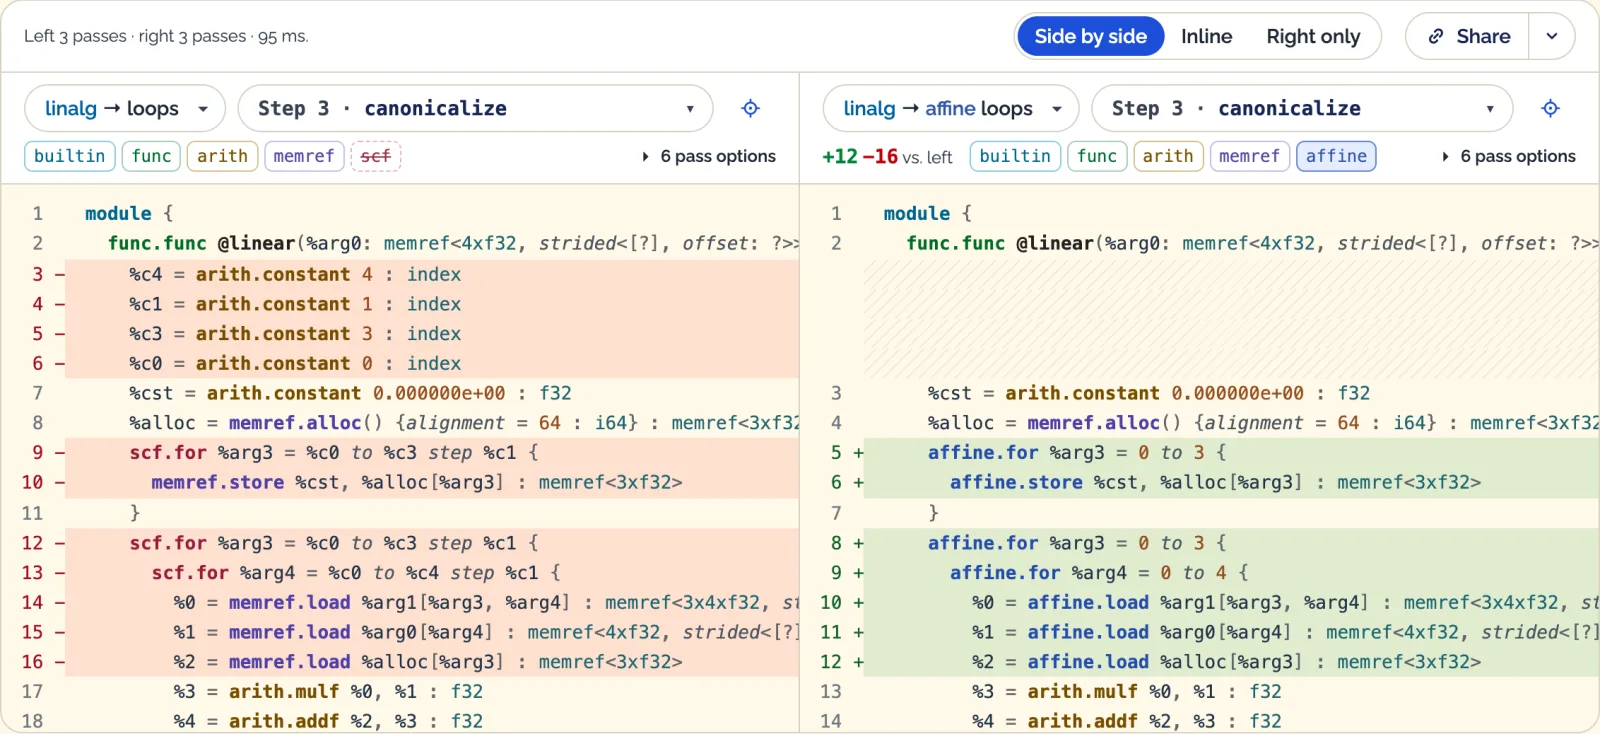 Left 3 passes · right 3 passes · 95 ms.
Side by side Inline Right only Share
linalg → loops Step 3 · canonicalize
builtin func arith memref scf 6 pass options
1 module {
2 func.func @linear(%arg0: memref<4xf32, strided<[?], offset: ?>>
3 − %c4 = arith.constant 4 : index
4 − %c1 = arith.constant 1 : index
5 − %c3 = arith.constant 3 : index
6 − %c0 = arith.constant 0 : index
7 %cst = arith.constant 0.000000e+00 : f32
8 %alloc = memref.alloc() {alignment = 64 : i64} : memref<3xf32
9 − scf.for %arg3 = %c0 to %c3 step %c1 {
10 − memref.store %cst, %alloc[%arg3] : memref<3xf32>
11 }
12 − scf.for %arg3 = %c0 to %c3 step %c1 {
13 − scf.for %arg4 = %c0 to %c4 step %c1 {
14 − %0 = memref.load %arg1[%arg3, %arg4] : memref<3x4xf32, st
15 − %1 = memref.load %arg0[%arg4] : memref<4xf32, strided<[?]
16 − %2 = memref.load %alloc[%arg3] : memref<3xf32>
17 %3 = arith.mulf %0, %1 : f32
18 %4 = arith.addf %2, %3 : f32
linalg → affine loops Step 3 · canonicalize
+12 −16 vs. left builtin func arith memref affine 6 pass options
1 module {
2 func.func @linear(%arg0: memref<4xf32, strided<[?], offset: ?>>
3 %cst = arith.constant 0.000000e+00 : f32
4 %alloc = memref.alloc() {alignment = 64 : i64} : memref<3xf32
5 + affine.for %arg3 = 0 to 3 {
6 + affine.store %cst, %alloc[%arg3] : memref<3xf32>
7 }
8 + affine.for %arg3 = 0 to 3 {
9 + affine.for %arg4 = 0 to 4 {
10 + %0 = affine.load %arg1[%arg3, %arg4] : memref<3x4xf32, st
11 + %1 = affine.load %arg0[%arg4] : memref<4xf32, strided<[?]
12 + %2 = affine.load %alloc[%arg3] : memref<3xf32>
13 %3 = arith.mulf %0, %1 : f32
14 %4 = arith.addf %2, %3 : f32